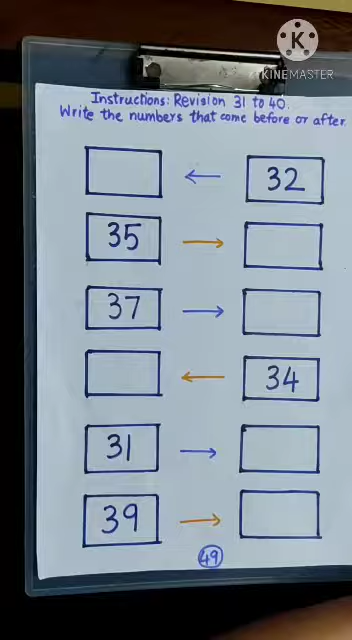 K
KINEMASTER
Instructions: Revision 31 to 40.
Write the numbers that come before or after.
← 32
35 →
37 →
← 34
31 →
39 →
49